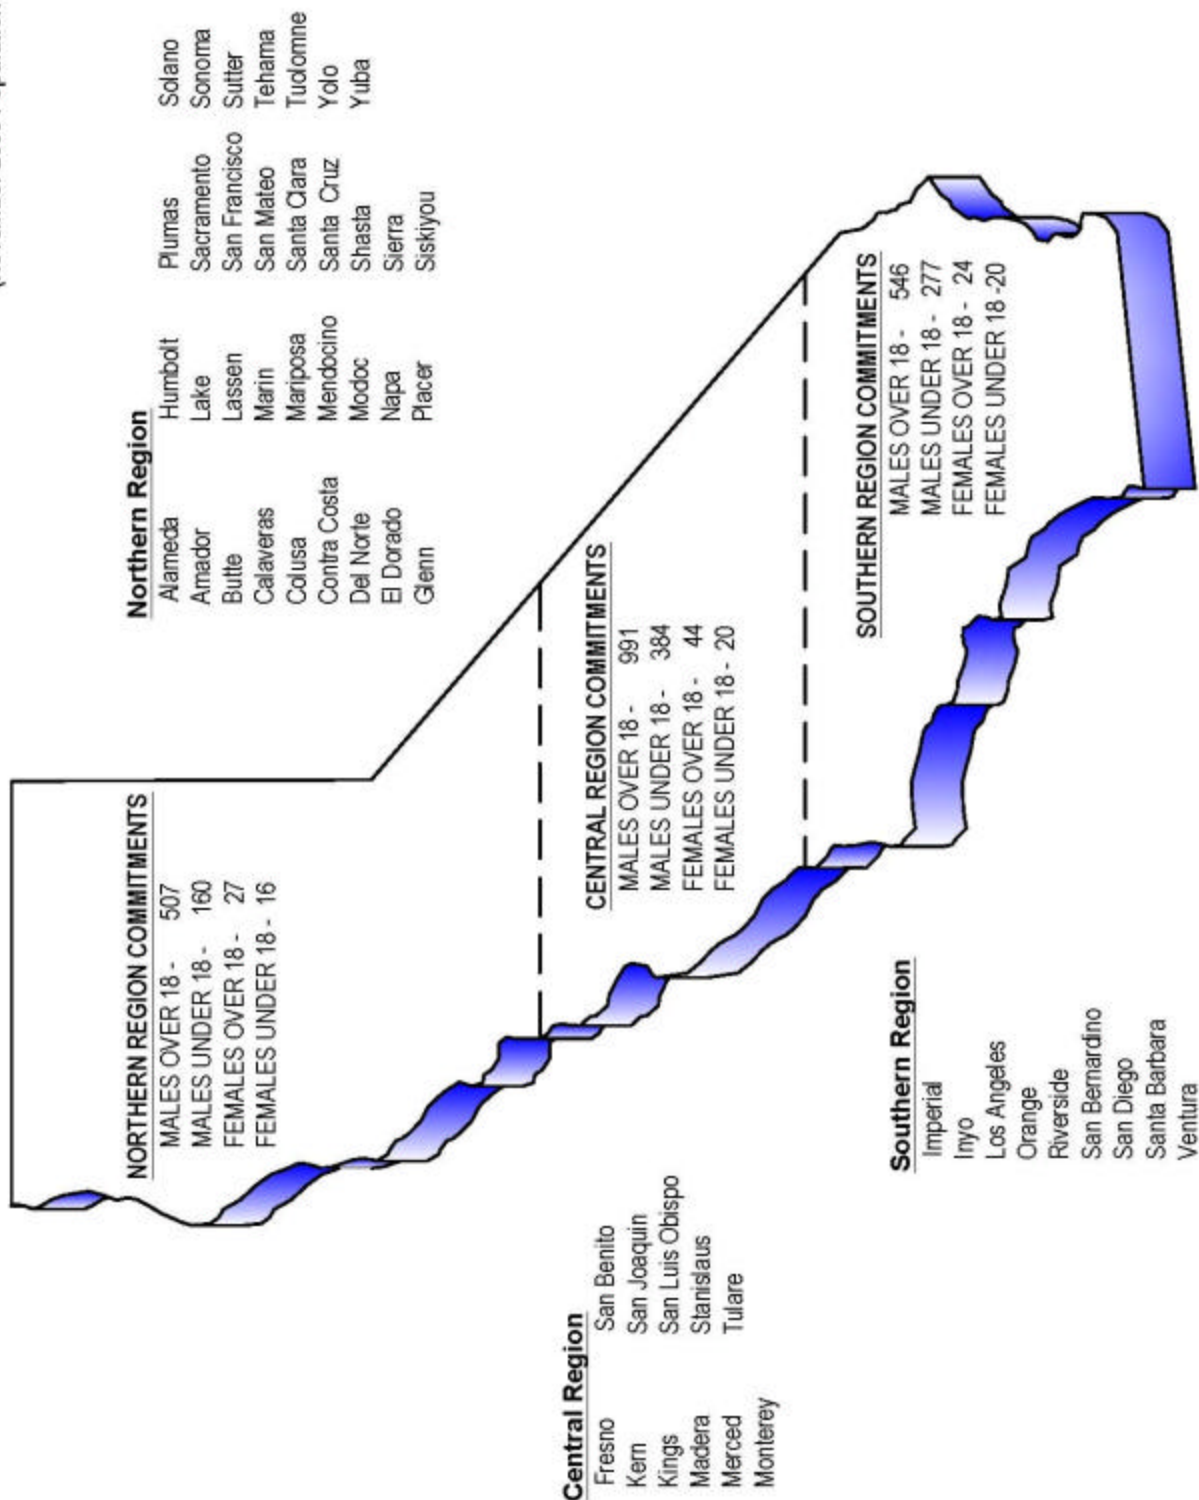 Northern Region
Alameda Humbolt Plumas Solano
Amador Lake Sacramento Sonoma
Butte Lassen San Francisco Sutter
Calaveras Marin San Mateo Tehama
Colusa Mariposa Santa Clara Tuolomne
Contra Costa Mendocino Santa Cruz Yolo
Del Norte Modoc Shasta Yuba
El Dorado Napa Sierra
Glenn Placer Siskiyou
NORTHERN REGION COMMITMENTS
MALES OVER 18 - 507
MALES UNDER 18 - 160
FEMALES OVER 18 - 27
FEMALES UNDER 18 - 16
CENTRAL REGION COMMITMENTS
MALES OVER 18 - 991
MALES UNDER 18 - 384
FEMALES OVER 18 - 44
FEMALES UNDER 18 - 20
Central Region
Fresno San Benito
Kern San Joaquin
Kings San Luis Obispo
Madera Stanislaus
Merced Tulare
Monterey
SOUTHERN REGION COMMITMENTS
MALES OVER 18 - 546
MALES UNDER 18 - 277
FEMALES OVER 18 - 24
FEMALES UNDER 18 -20
Southern Region
Imperial
Inyo
Los Angeles
Orange
Riverside
San Bernardino
San Diego
Santa Barbara
Ventura